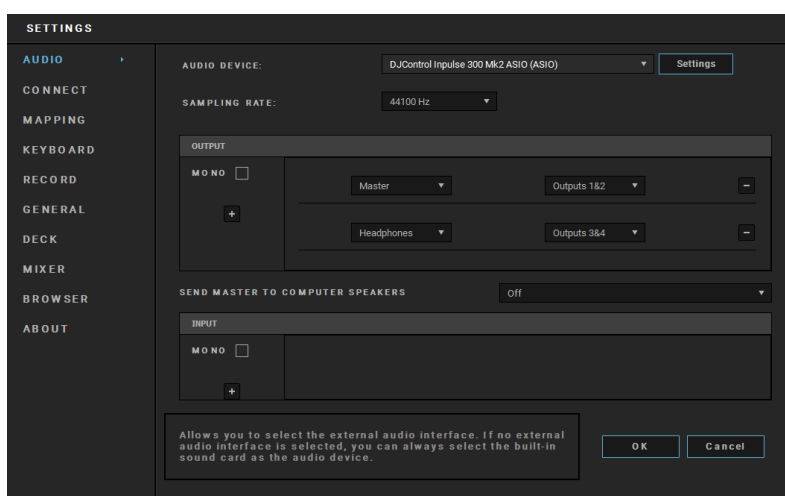 SETTINGS
AUDIO
CONNECT
MAPPING
KEYBOARD
RECORD
GENERAL
DECK
MIXER
BROWSER
ABOUT
AUDIO DEVICE: DJControl Inpulse 300 Mk2 ASIO (ASIO) Settings
SAMPLING RATE: 44100 Hz
OUTPUT
MONO
+
Master Outputs 1&2 −
Headphones Outputs 3&4 −
SEND MASTER TO COMPUTER SPEAKERS Off
INPUT
MONO
+
Allows you to select the external audio interface. If no external
audio interface is selected, you can always select the built-in
sound card as the audio device.
OK Cancel